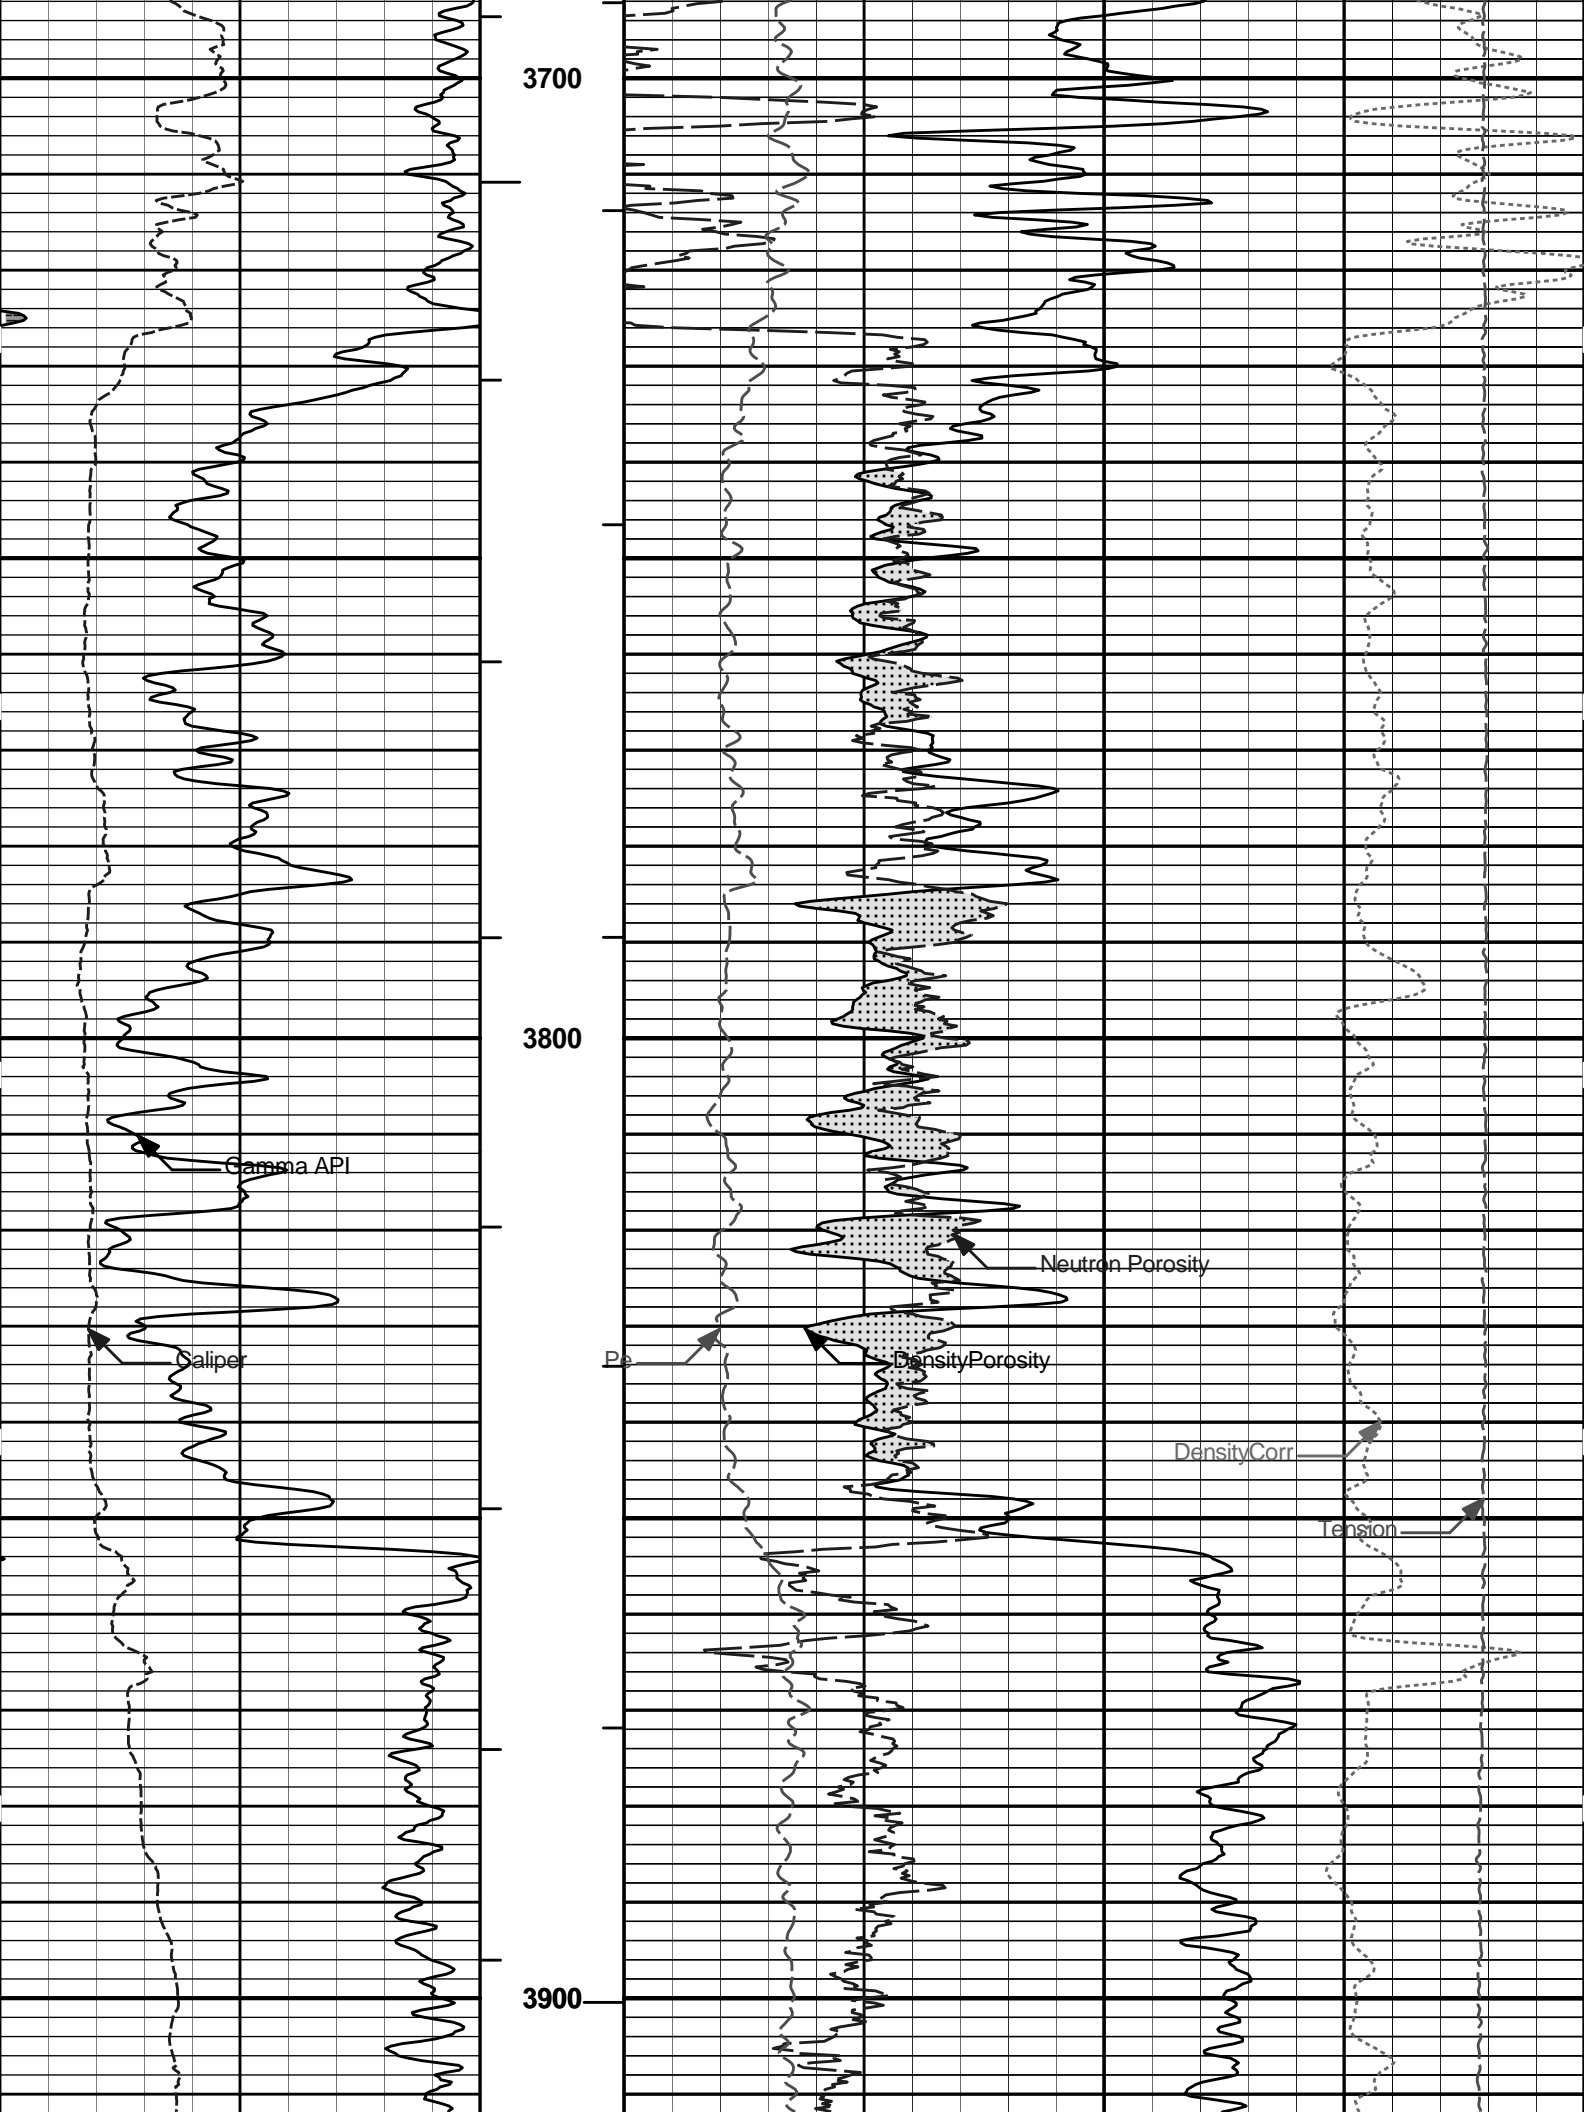 3700
3800
Gamma API
Neutron Porosity
Caliper
Pe
DensityPorosity
DensityCorr
Tension
3900